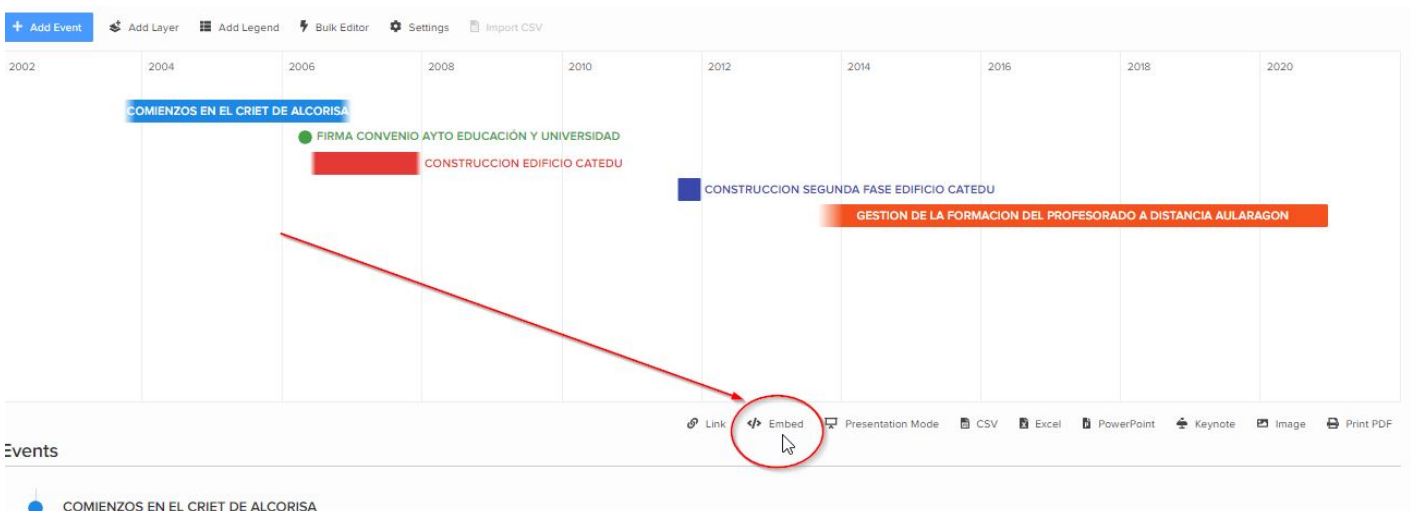 + Add Event Add Layer Add Legend Bulk Editor Settings Import CSV
2002 2004 2006 2008 2010 2012 2014 2016 2018 2020
COMIENZOS EN EL CRIET DE ALCORISA
FIRMA CONVENIO AYTO EDUCACIÓN Y UNIVERSIDAD
CONSTRUCCION EDIFICIO CATEDU
CONSTRUCCION SEGUNDA FASE EDIFICIO CATEDU
GESTION DE LA FORMACION DEL PROFESORADO A DISTANCIA AULARAGON
Link </> Embed Presentation Mode CSV Excel PowerPoint Keynote Image Print PDF
Events
COMIENZOS EN EL CRIET DE ALCORISA